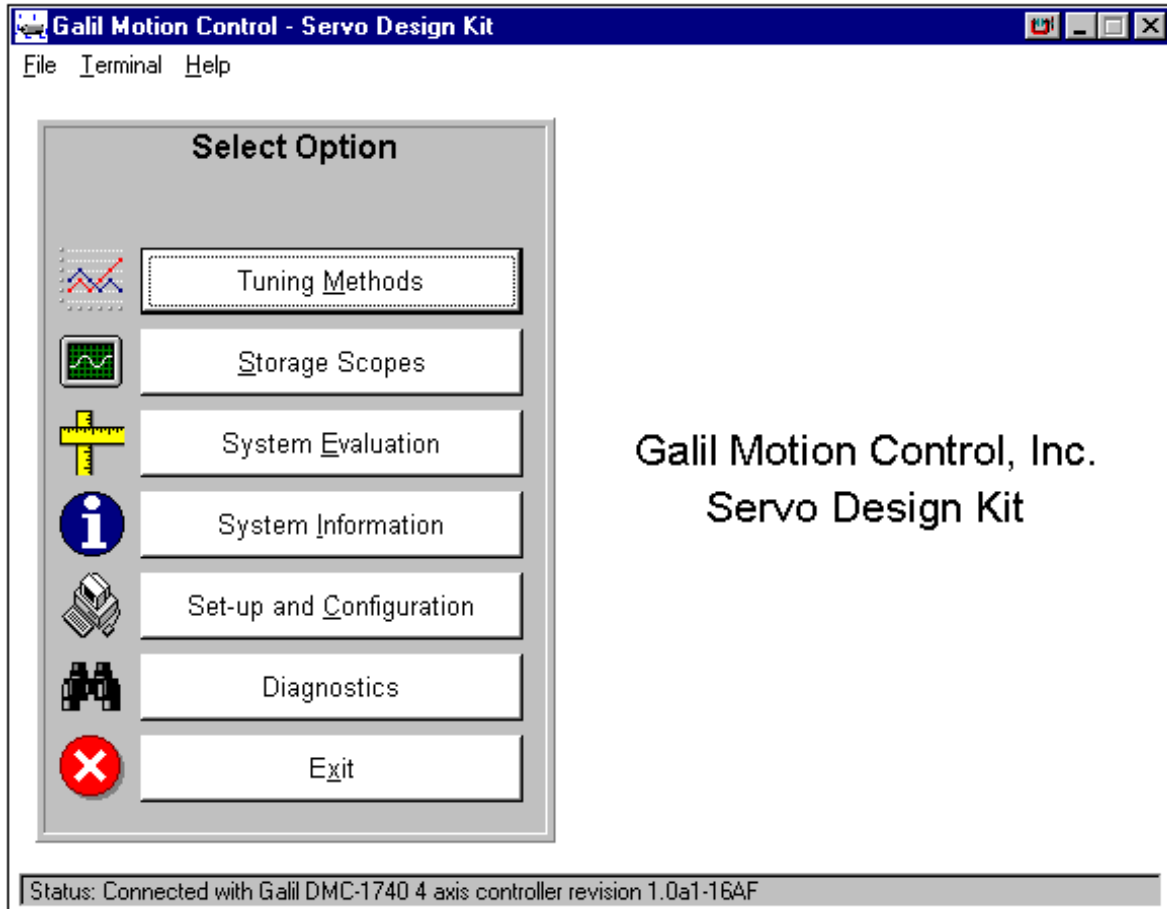 Galil Motion Control - Servo Design Kit
File Terminal Help
Select Option
Tuning Methods
Storage Scopes
System Evaluation
System Information
Set-up and Configuration
Diagnostics
Exit
Galil Motion Control, Inc.
Servo Design Kit
Status: Connected with Galil DMC-1740 4 axis controller revision 1.0a1-16AF